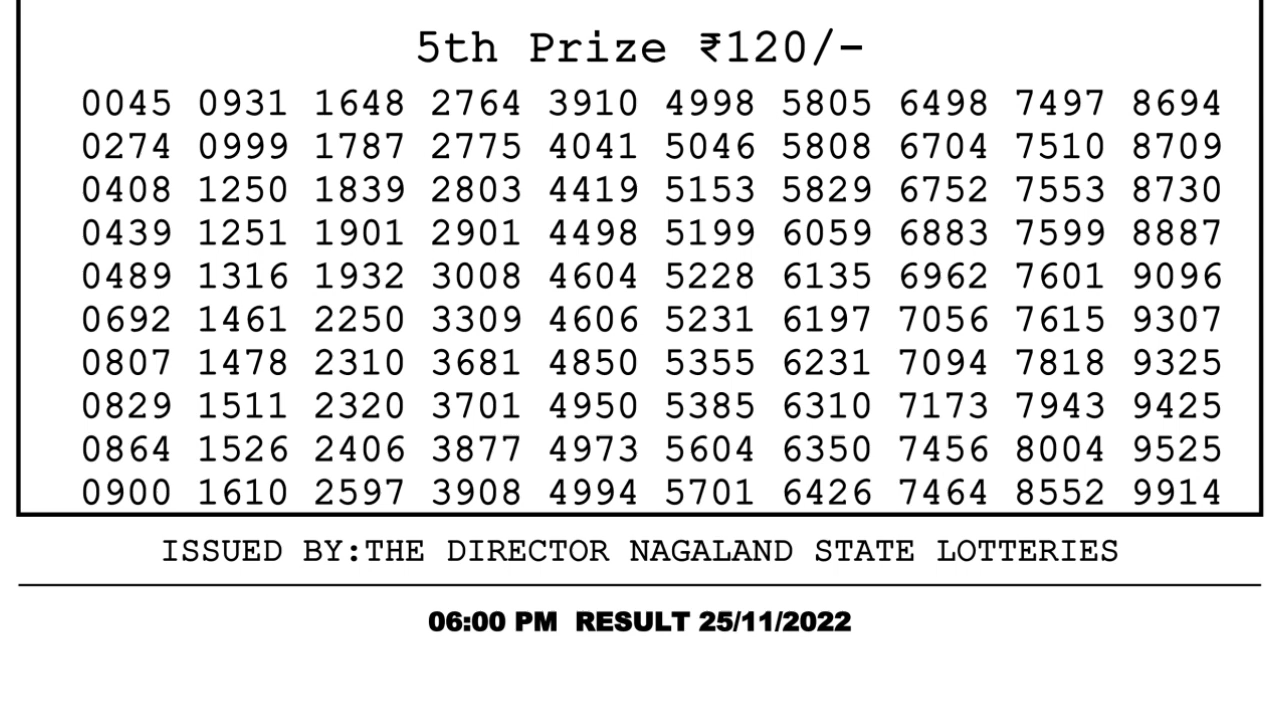 5th Prize ₹120/-
0045 0931 1648 2764 3910 4998 5805 6498 7497 8694
0274 0999 1787 2775 4041 5046 5808 6704 7510 8709
0408 1250 1839 2803 4419 5153 5829 6752 7553 8730
0439 1251 1901 2901 4498 5199 6059 6883 7599 8887
0489 1316 1932 3008 4604 5228 6135 6962 7601 9096
0692 1461 2250 3309 4606 5231 6197 7056 7615 9307
0807 1478 2310 3681 4850 5355 6231 7094 7818 9325
0829 1511 2320 3701 4950 5385 6310 7173 7943 9425
0864 1526 2406 3877 4973 5604 6350 7456 8004 9525
0900 1610 2597 3908 4994 5701 6426 7464 8552 9914
ISSUED BY:THE DIRECTOR NAGALAND STATE LOTTERIES
06:00 PM RESULT 25/11/2022